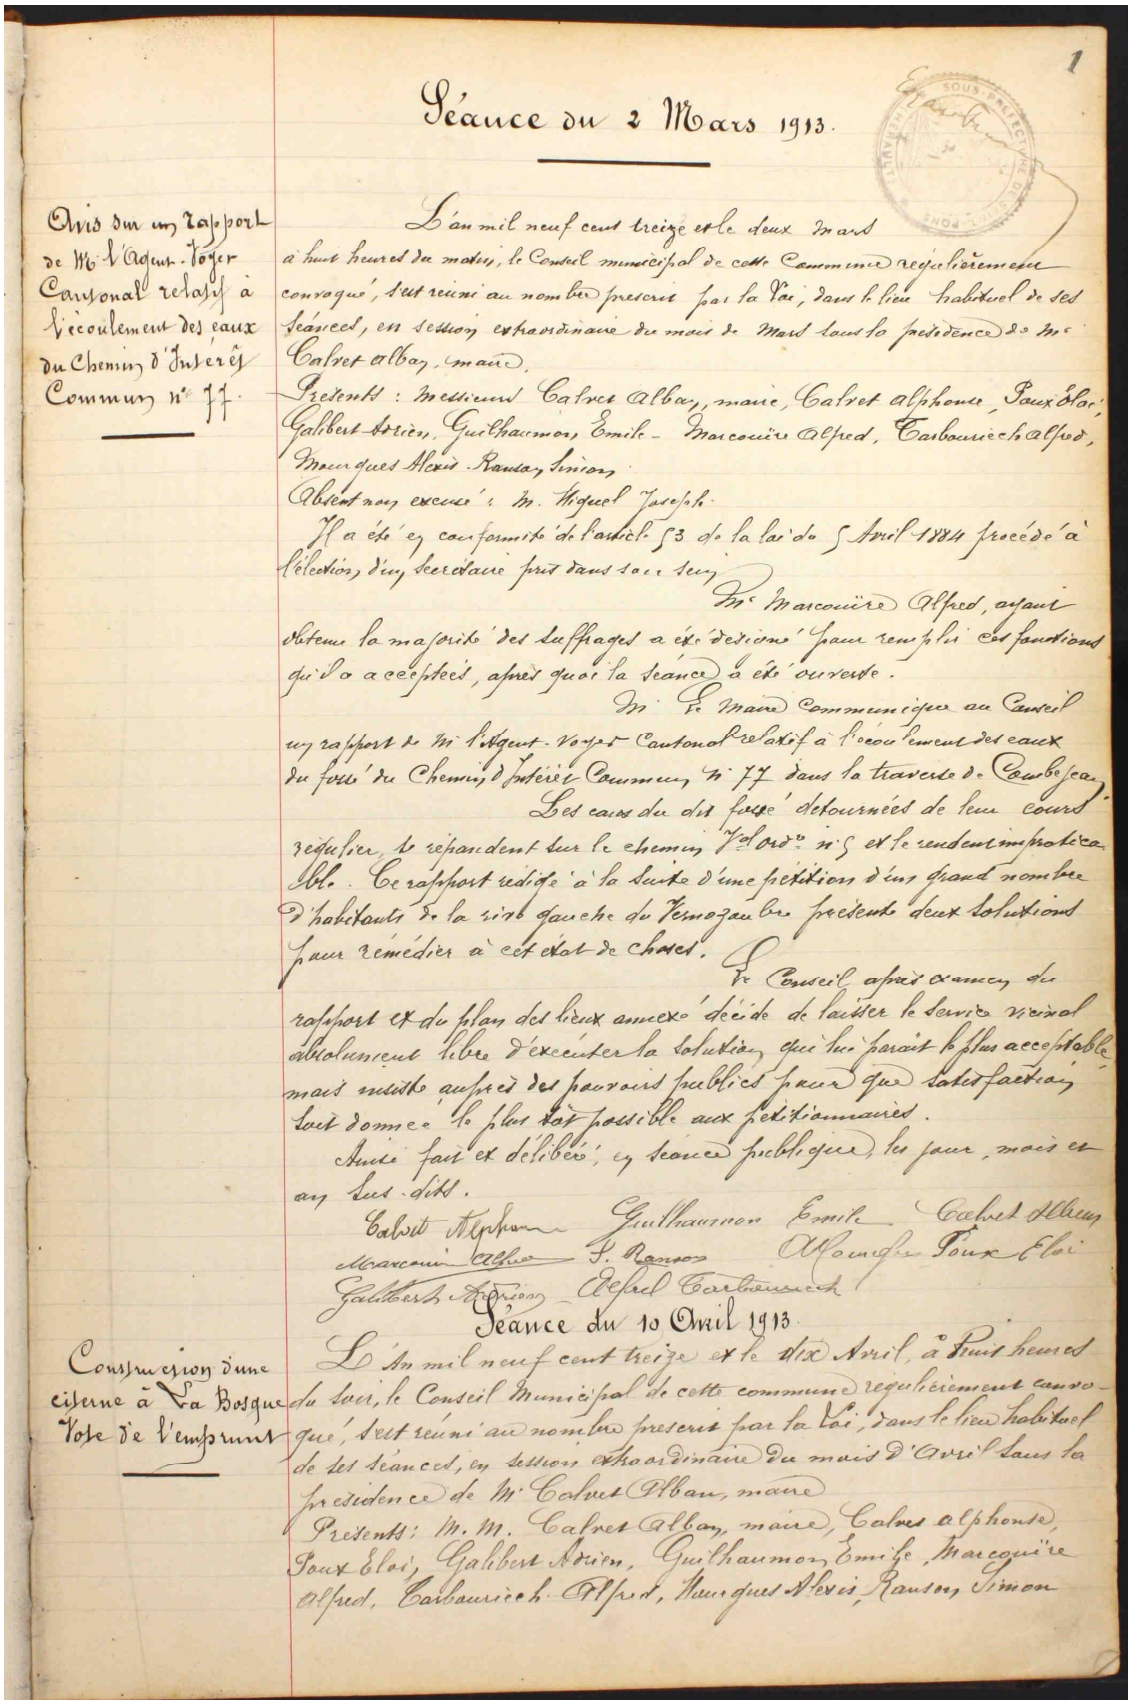 1
SOUS-PRÉFECTURE DE SAINT-PONS
Séance du 2 Mars 1913.
Avis sur un rapport
de Mr l'Agent-Voyer
Cantonal relatif à
l'écoulement des eaux
du Chemin d'Intérêt
Commun n° 77.
L'an mil neuf cent treize et le deux Mars
à huit heures du matin, le Conseil municipal de cette Commune régulièrement
convoqué, s'est réuni au nombre prescrit par la Loi, dans le lieu habituel de ses
séances, en session extraordinaire du mois de Mars sous la présidence de Mr
Calvet Alban, maire.
Présents : Messieurs Calvet Alban, maire, Calvet Alphonse, Poux Eloi,
Galibert Adrien, Guilhaumon Emile - Marcouïre Alfred, Tarbouriech Alfred,
Mourgues Alexis - Ranson Simon
Absent non excusé : M. Miquel Joseph.
Il a été en conformité de l'article 53 de la loi du 5 Avril 1884 procédé à
l'élection d'un Secrétaire pris dans son sein
Mr Marcouïre Alfred, ayant
obtenu la majorité des suffrages a été désigné pour remplir ces fonctions
qu'il a acceptées, après quoi la séance a été ouverte.
Mr Le Maire communique au Conseil
un rapport de Mr l'Agent-Voyer Cantonal relatif à l'écoulement des eaux
du fossé du Chemin d'Intérêt Commun n° 77 dans la traverse de Combejean
Les eaux du dit fossé détournées de leur cours
régulier, se répandent sur le chemin Val ordre n° 5 et le rendent impratica-
ble. Ce rapport rédigé à la suite d'une pétition d'un grand nombre
d'habitants de la rive gauche du Vernazoubre présente deux solutions
pour remédier à cet état de choses.
Le Conseil après examen du
rapport et du plan des lieux annexé décide de laisser le service vicinal
absolument libre d'exécuter la solution qui lui paraît le plus acceptable
mais insiste auprès des pouvoirs publics pour que satisfaction
soit donnée le plus tôt possible aux pétitionnaires.
Ainsi fait et délibéré, en séance publique, les jour, mois et
an sus-dits.
Calvet Alphonse Guilhaumon Emile Calvet Alban
Marcouire Alfred S. Ranson AMourgues Poux Eloi
Galibert Adrien Alfred Tarbouriech
Séance du 10 Avril 1913.
Construction d'une
citerne à La Bosque
Vote de l'emprunt
L'An mil neuf cent treize et le dix Avril, à huit heures
du soir, le Conseil Municipal de cette commune régulièrement convo-
qué, s'est réuni au nombre prescrit par la Loi, dans le lieu habituel
de ses séances, en session extraordinaire du mois d'Avril sous la
présidence de Mr Calvet Alban, maire
Présents : M. M. Calvet Alban, maire, Calvet Alphonse,
Poux Eloi, Galibert Adrien, Guilhaumon Emile, Marcouïre
Alfred, Tarbouriech Alfred, Mourgues Alexis, Ranson Simon